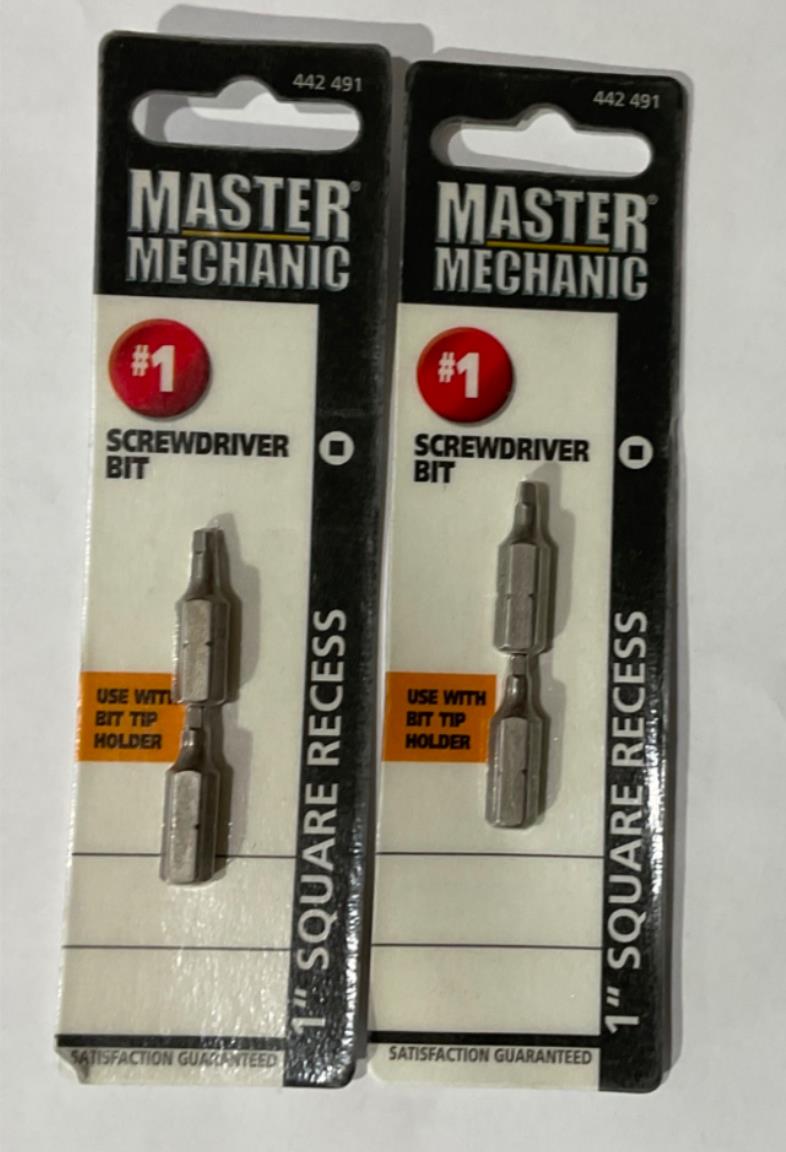 442 491
MASTER®
MECHANIC
#1
SCREWDRIVER
BIT
USE WITH
BIT TIP
HOLDER
1" SQUARE RECESS
SATISFACTION GUARANTEED
442 491
MASTER®
MECHANIC
#1
SCREWDRIVER
BIT
USE WITH
BIT TIP
HOLDER
1" SQUARE RECESS
SATISFACTION GUARANTEED